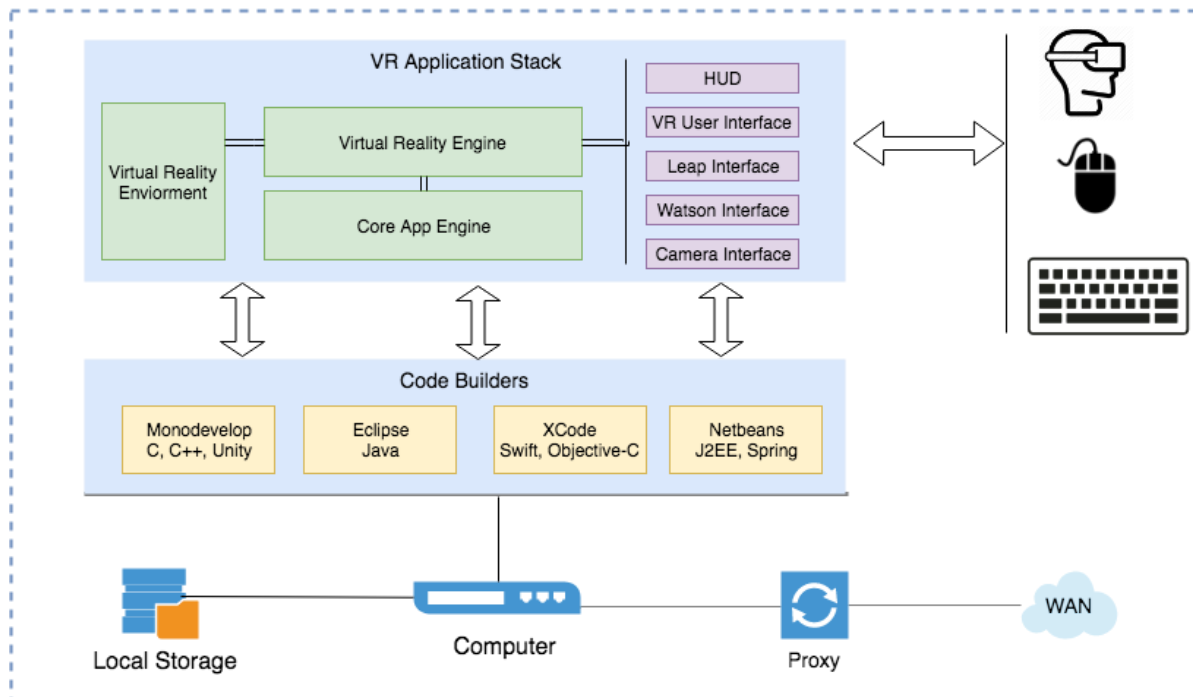 VR Application Stack
HUD
VR User Interface
Leap Interface
Watson Interface
Camera Interface
Virtual Reality
Enviorment
Virtual Reality Engine
Core App Engine
Code Builders
Monodevelop
C, C++, Unity
Eclipse
Java
XCode
Swift, Objective-C
Netbeans
J2EE, Spring
Local Storage
Computer
Proxy
WAN